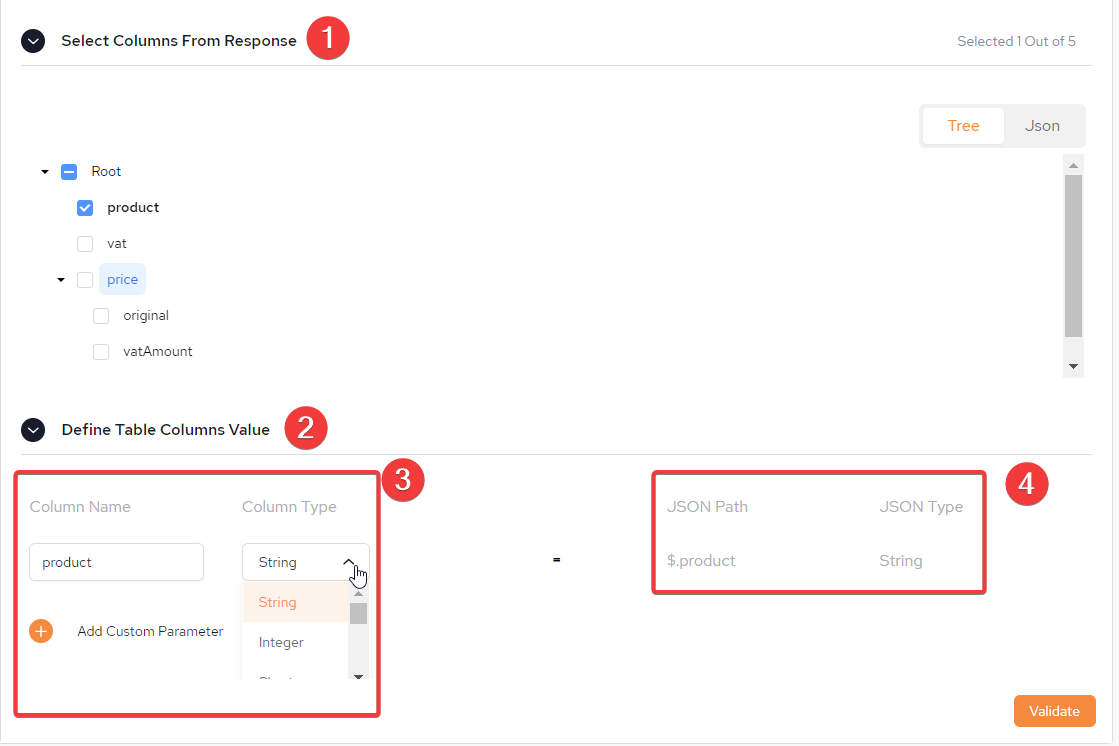 Select Columns From Response 1 Selected 1 Out of 5
Tree Json
Root
product
vat
price
original
vatAmount
Define Table Columns Value 2
3
4
Column Name Column Type JSON Path JSON Type
product String = $.product String
String
Add Custom Parameter
Integer
Validate